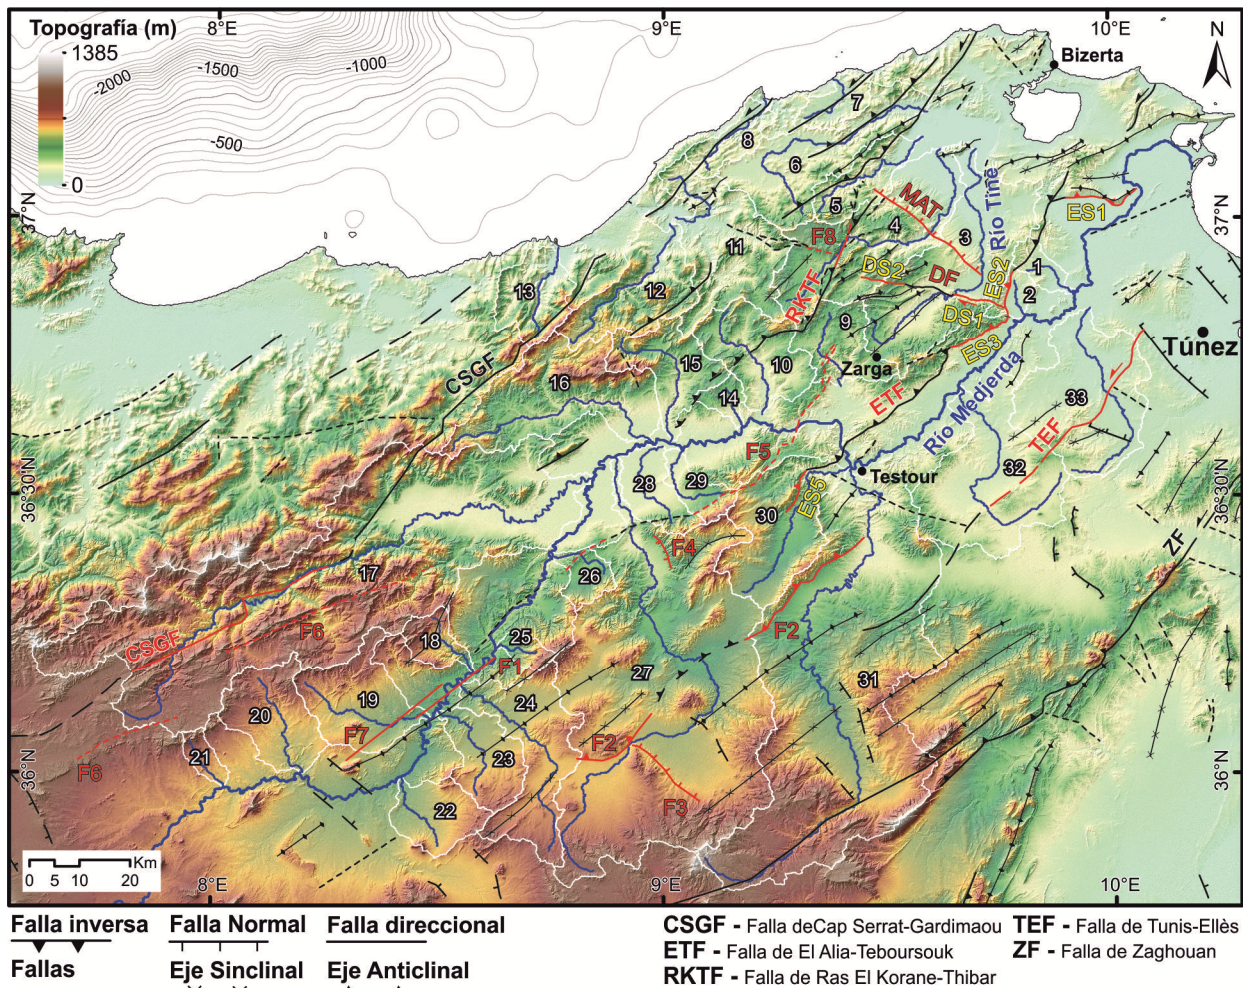 8°E
9°E
10°E
Topografía (m)
1385
0
-2000
-1500
-1000
-500
N
Bizerta
37°N
37°N
7
8
6
5
MAT
4
3
Río Tine
ES1
F8
11
DS2
DF
ES2
1
2
13
12
RKTF
9
DS1
ES3
Túnez
CSGF
16
15
10
Zarga
14
ETF
Río Medjerda
33
TEF
F5
36°30'N
28
29
Testour
32
36°30'N
30
ES5
ZF
F4
17
26
CSGF
F6
18
25
F1
F2
27
31
19
24
20
F7
F2
23
21
F6
36°N
36°N
F3
22
Km
0 5 10 20
8°E
9°E
10°E
Falla inversa
Falla Normal
Falla direccional
Fallas
Eje Sinclinal
Eje Anticlinal
CSGF - Falla deCap Serrat-Gardimaou
TEF - Falla de Tunis-Ellès
ETF - Falla de El Alia-Teboursouk
ZF - Falla de Zaghouan
RKTF - Falla de Ras El Korane-Thibar